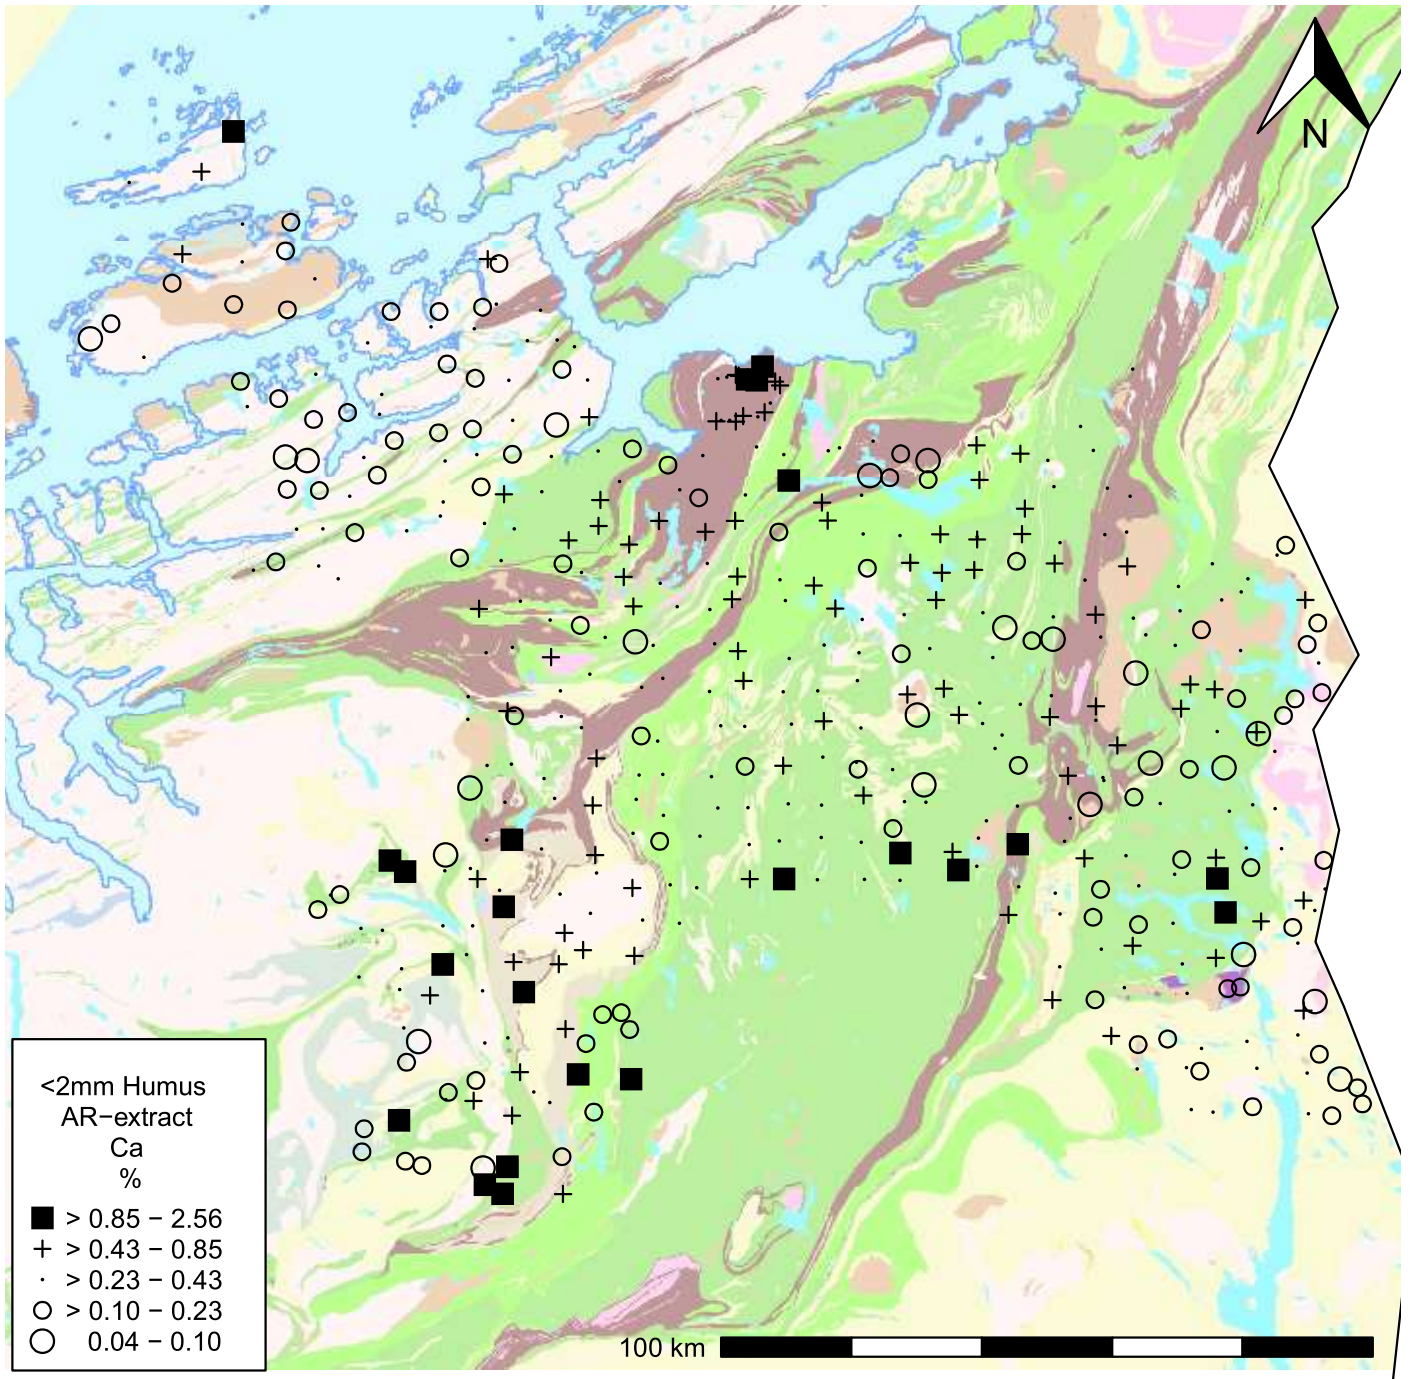 N
<2mm Humus
AR−extract
Ca
%
> 0.85 − 2.56
> 0.43 − 0.85
> 0.23 − 0.43
> 0.10 − 0.23
0.04 − 0.10
100 km